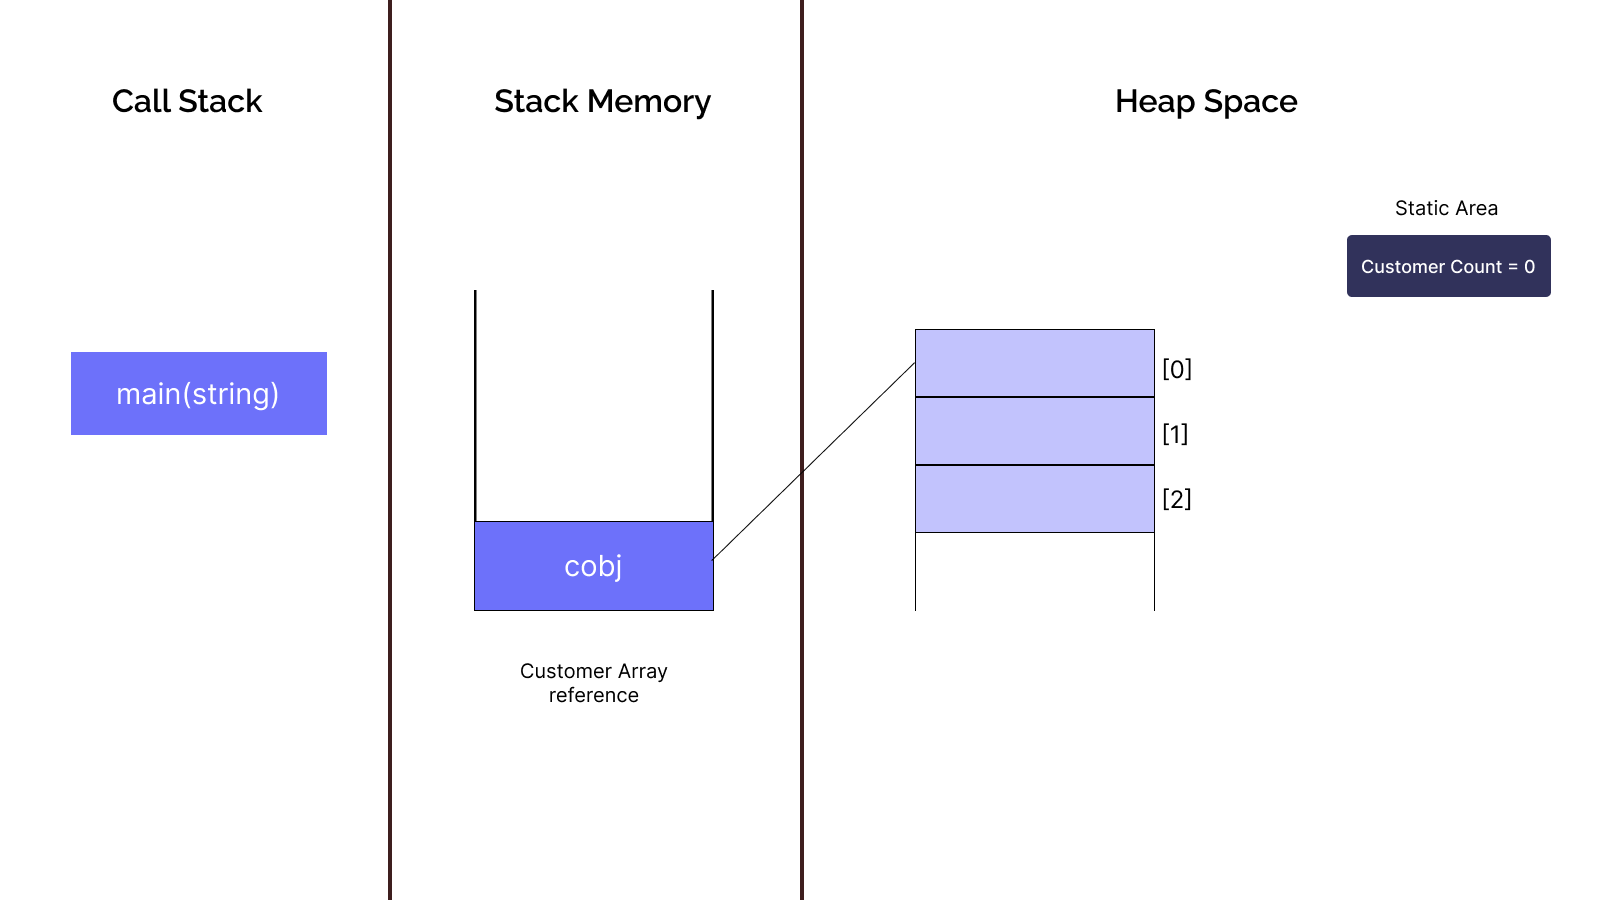 Call Stack
Stack Memory
Heap Space
Static Area
Customer Count = 0
main(string)
[0]
[1]
[2]
cobj
Customer Array
reference